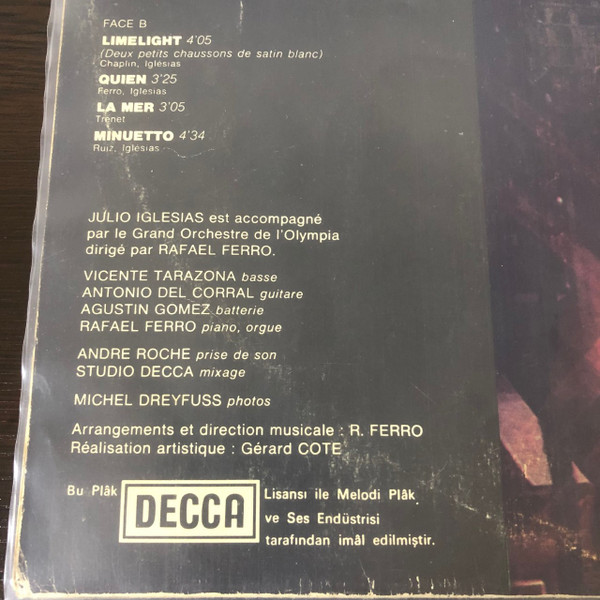 FACE B
LIMELIGHT 4'05
(Deux petits chaussons de satin blanc)
Chaplin, Iglésias
QUIEN 3'25
Ferro, Iglesias
LA MER 3'05
Trenet
MINUETTO 4'34
Ruiz, Iglésias
JULIO IGLESIAS est accompagné
par le Grand Orchestre de l'Olympia
dirigé par RAFAEL FERRO.
VICENTE TARAZONA basse
ANTONIO DEL CORRAL guitare
AGUSTIN GOMEZ batterie
RAFAEL FERRO piano, orgue
ANDRE ROCHE prise de son
STUDIO DECCA mixage
MICHEL DREYFUSS photos
Arrangements et direction musicale : R. FERRO
Réalisation artistique : Gérard COTE
Bu Plâk DECCA Lisansı ile Melodi Plâk
ve Ses Endüstrisi
tarafından imâl edilmiştir.